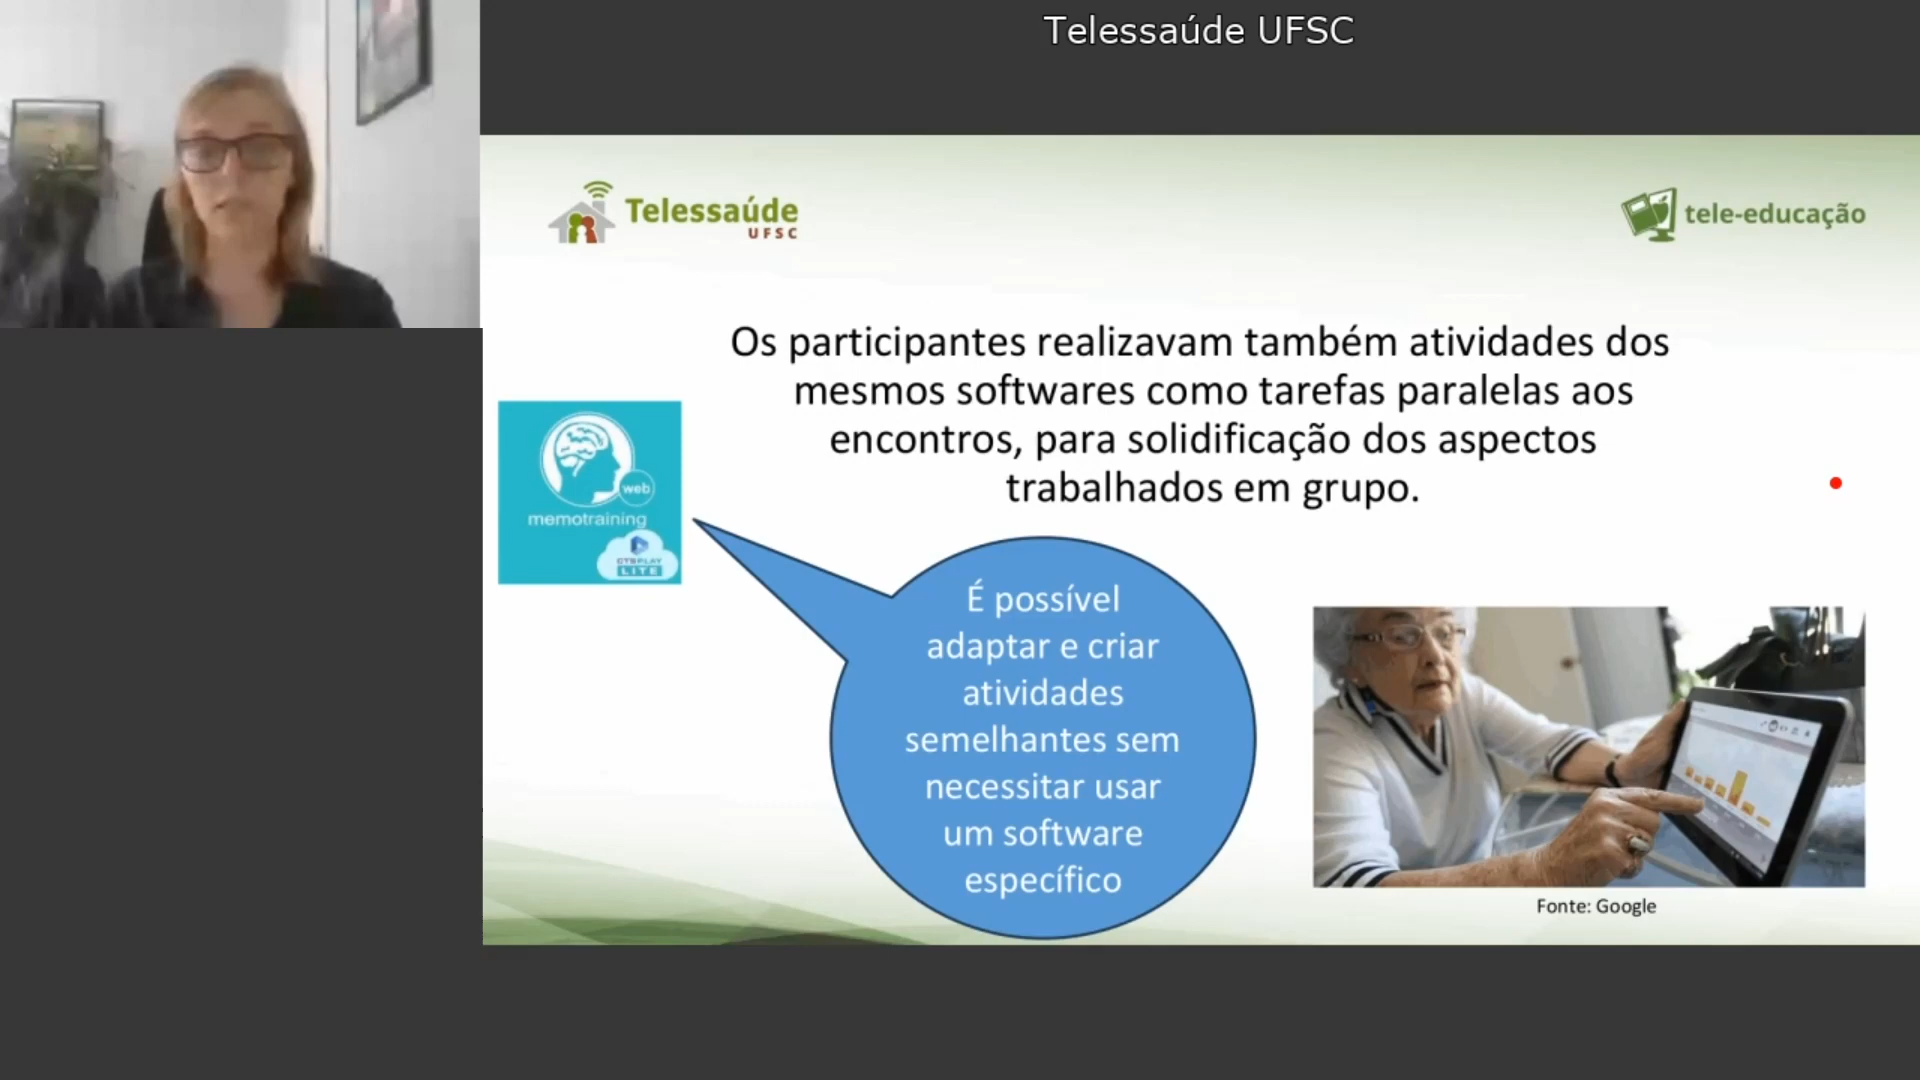 Telessaúde UFSC
Telessaúde
UFSC
tele-educação
Os participantes realizavam também atividades dos
mesmos softwares como tarefas paralelas aos
encontros, para solidificação dos aspectos
trabalhados em grupo.
web
memotraining
CTSPLAY
LITE
É possível
adaptar e criar
atividades
semelhantes sem
necessitar usar
um software
específico
Fonte: Google